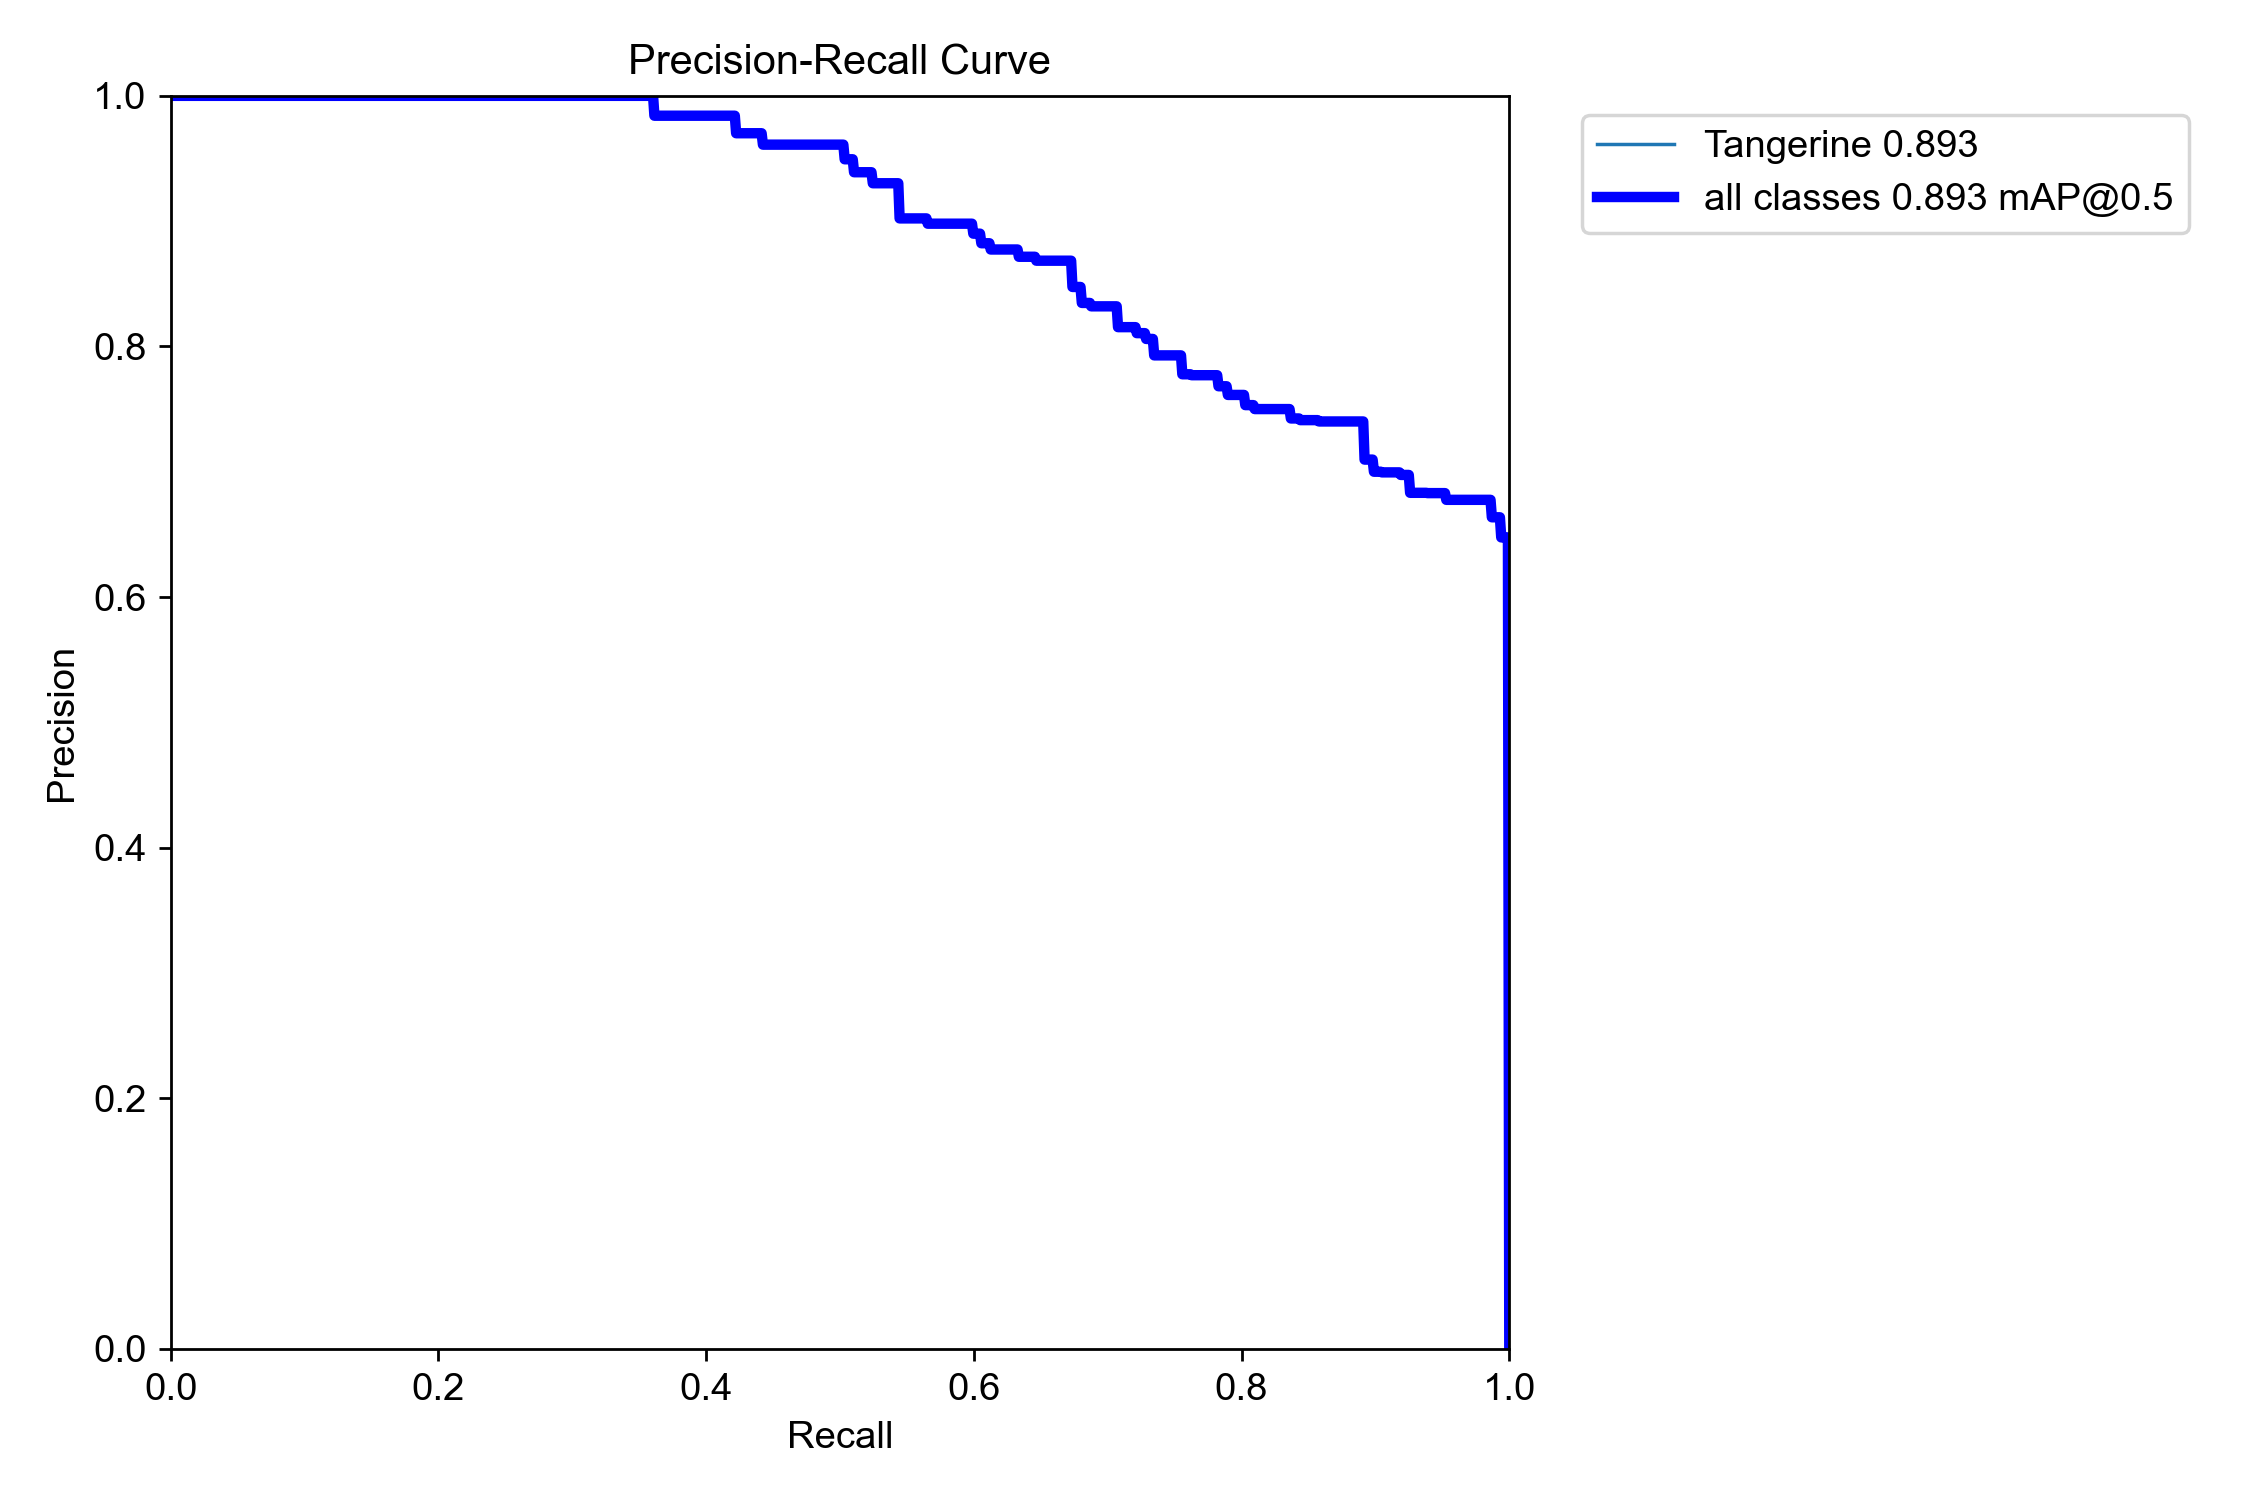 Precision-Recall Curve
Tangerine 0.893
all classes 0.893 mAP@0.5
1.0
0.8
0.6
0.4
0.2
0.0
Precision
0.0 0.2 0.4 0.6 0.8 1.0
Recall